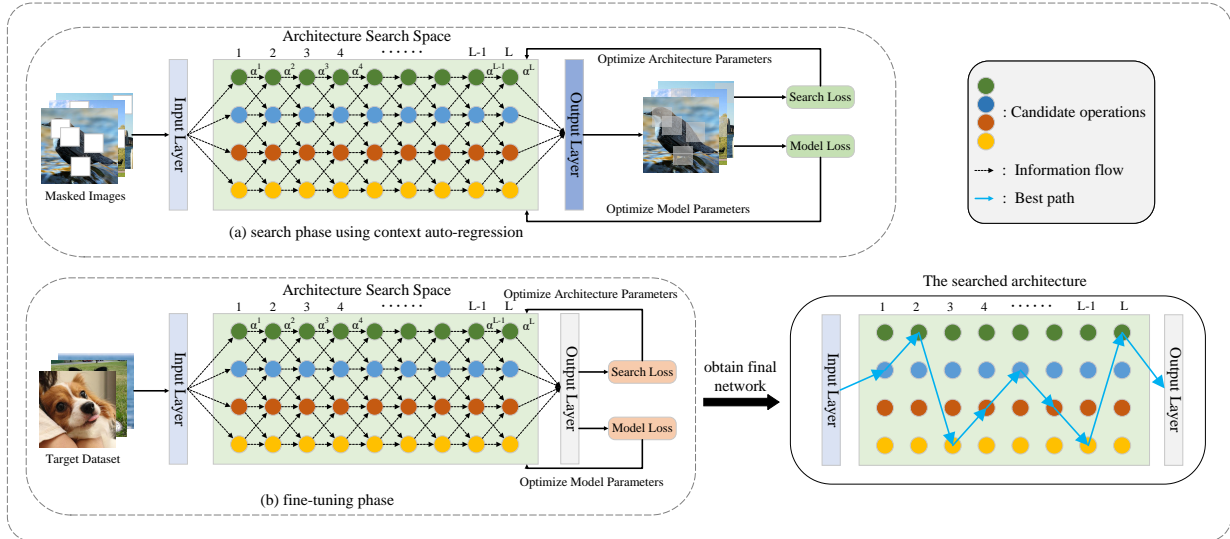 Architecture Search Space
1 2 3 4 · · · · · · L-1 L
α1 α2 α3 α4 αL-1 αL
Input Layer
Output Layer
Masked Images
Optimize Architecture Parameters
Search Loss
Model Loss
Optimize Model Parameters
(a) search phase using context auto-regression
: Candidate operations
: Information flow
: Best path
Architecture Search Space
1 2 3 4 · · · · · · L-1 L
α1 α2 α3 α4 αL-1 αL
Input Layer
Output Layer
Target Dataset
Optimize Architecture Parameters
Search Loss
Model Loss
Optimize Model Parameters
(b) fine-tuning phase
obtain final
network
The searched architecture
1 2 3 4 · · · · · · L-1 L
Input Layer
Output Layer